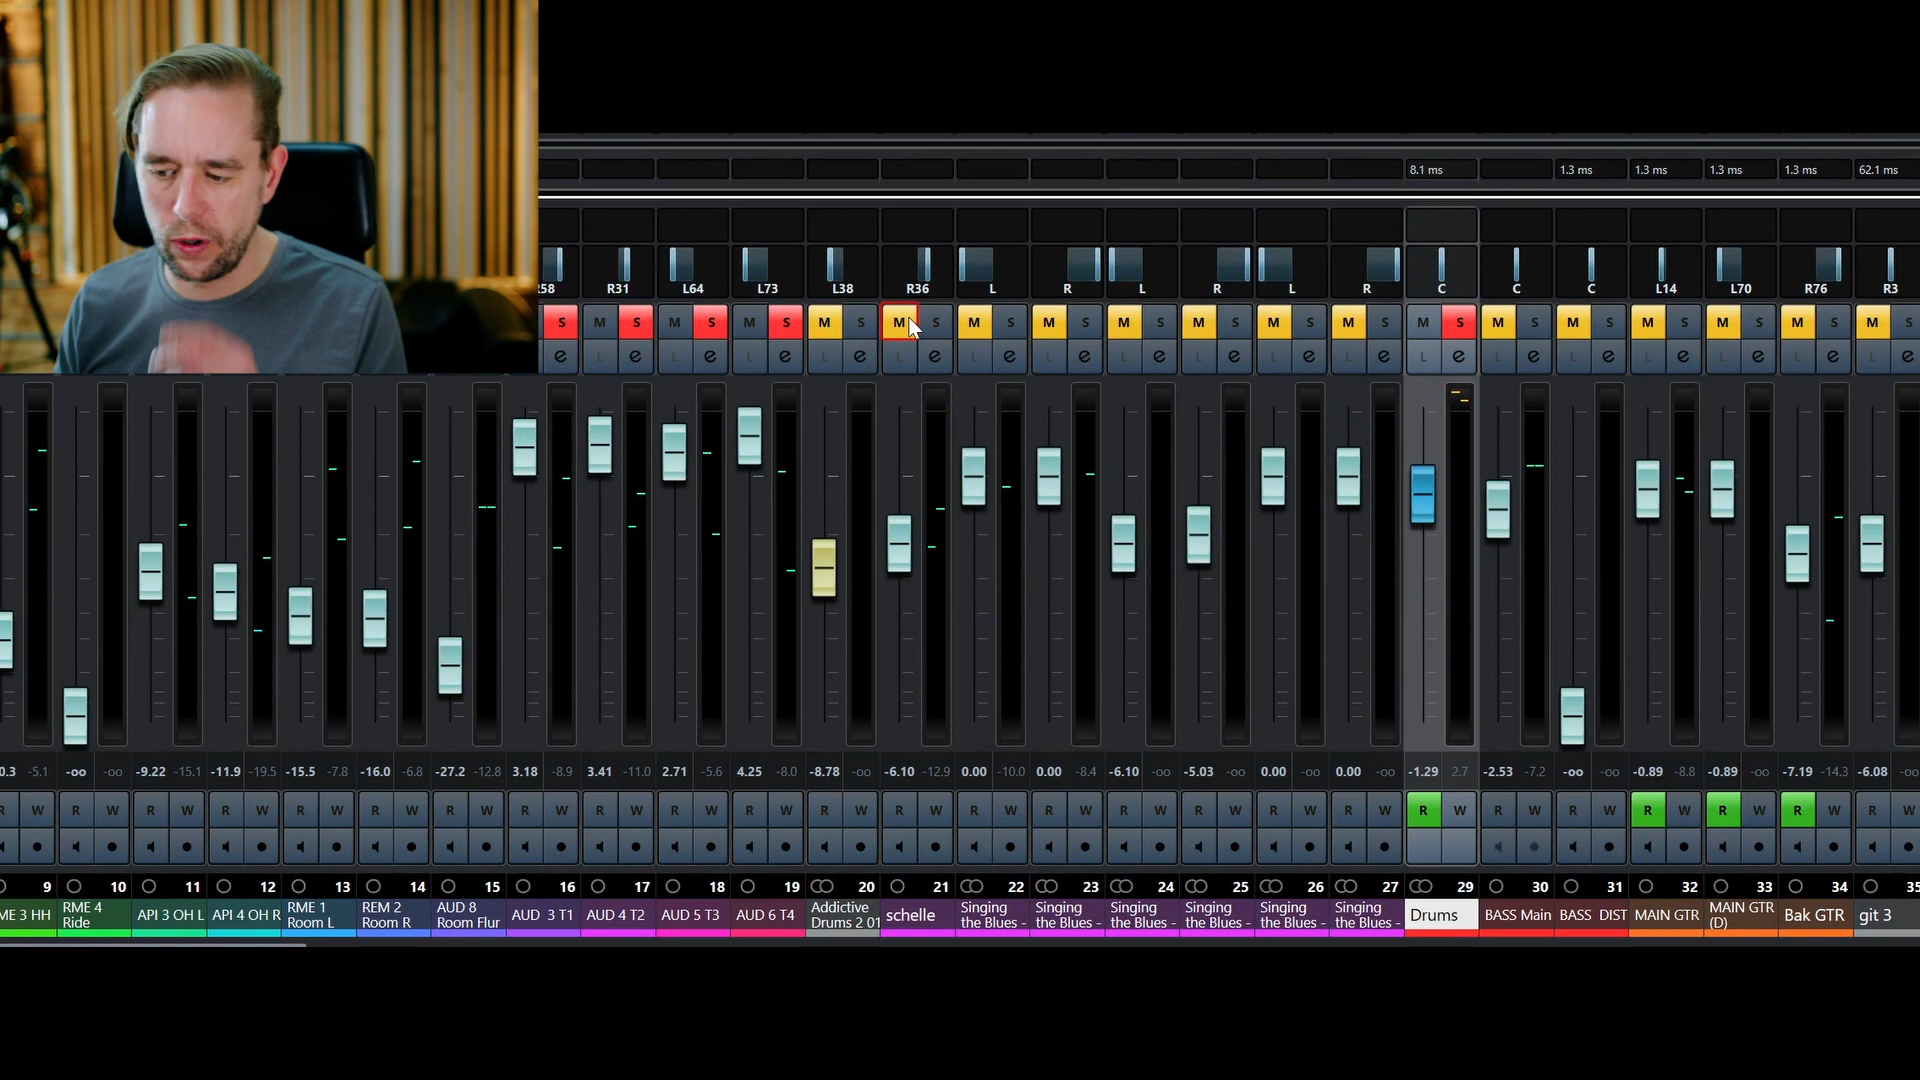 8.1 ms 1.3 ms 1.3 ms 1.3 ms 1.3 ms 62.1 ms
R58 R31 L64 L73 L38 R36 L R L R L R C C C L14 L70 R76 R3
S M S M S M S M S M S M S M S M S M S M S M S M S M S M S M S M S M S M S
e L e L e L e L e L e L e L e L e L e L e L e L e L e L e L e L e L e L e
0.3 -5.1 -oo -oo -9.22 -15.1 -11.9 -19.5 -15.5 -7.8 -16.0 -6.8 -27.2 -12.8 3.18 -8.9 3.41 -11.0 2.71 -5.6 4.25 -8.0 -8.78 -oo -6.10 -12.9 0.00 -10.0 0.00 -8.4 -6.10 -oo -5.03 -oo 0.00 -oo 0.00 -oo -1.29 2.7 -2.53 -7.2 -oo -oo -0.89 -8.8 -0.89 -oo -7.19 -14.3 -6.08 -oo
R W R W R W R W R W R W R W R W R W R W R W R W R W R W R W R W R W R W R W R W R W R W R W R W R W R W
9 10 11 12 13 14 15 16 17 18 19 20 21 22 23 24 25 26 27 29 30 31 32 33 34 35
ME 3 HH
RME 4
Ride
API 3 OH L
API 4 OH R
RME 1
Room L
REM 2
Room R
AUD 8
Room Flur
AUD 3 T1
AUD 4 T2
AUD 5 T3
AUD 6 T4
Addictive
Drums 2 01
schelle
Singing
the Blues -
Singing
the Blues -
Singing
the Blues -
Singing
the Blues -
Singing
the Blues -
Singing
the Blues -
Drums
BASS Main
BASS DIST
MAIN GTR
MAIN GTR
(D)
Bak GTR
git 3